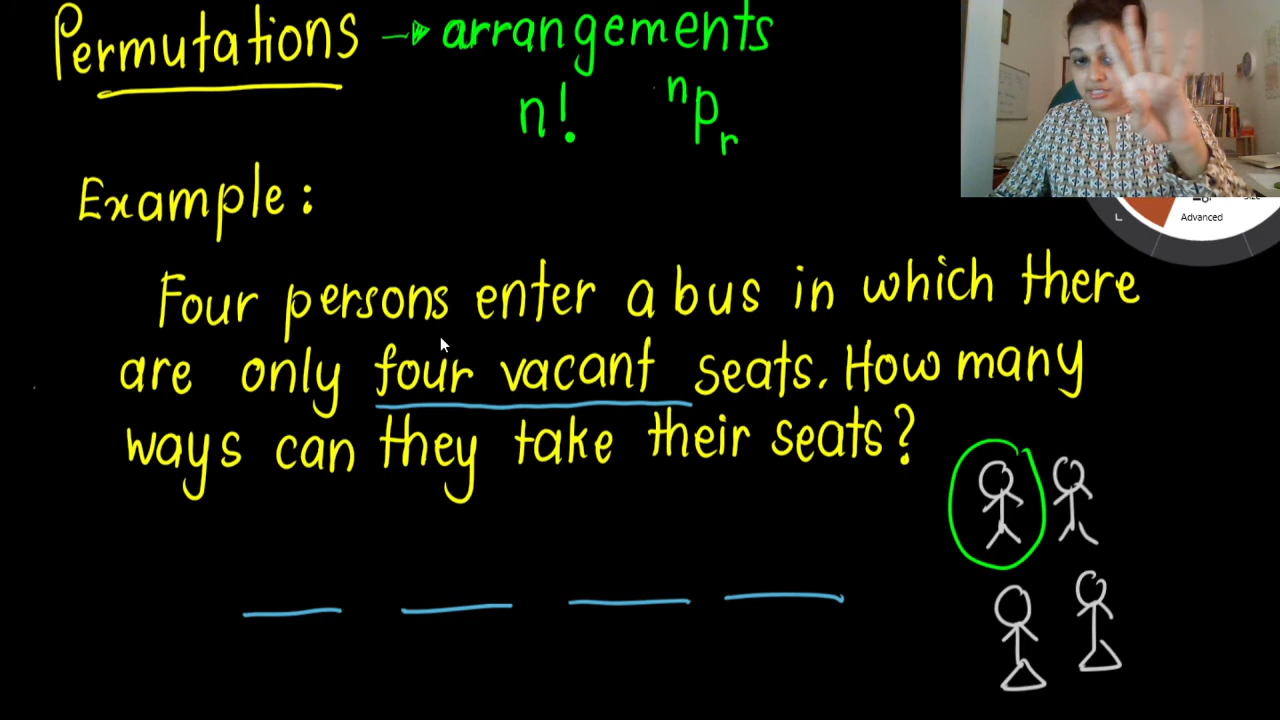 Permutations → arrangements
n! ⁿPᵣ
Example:
Advanced
Four persons enter a bus in which there
are only four vacant seats. How many
ways can they take their seats?